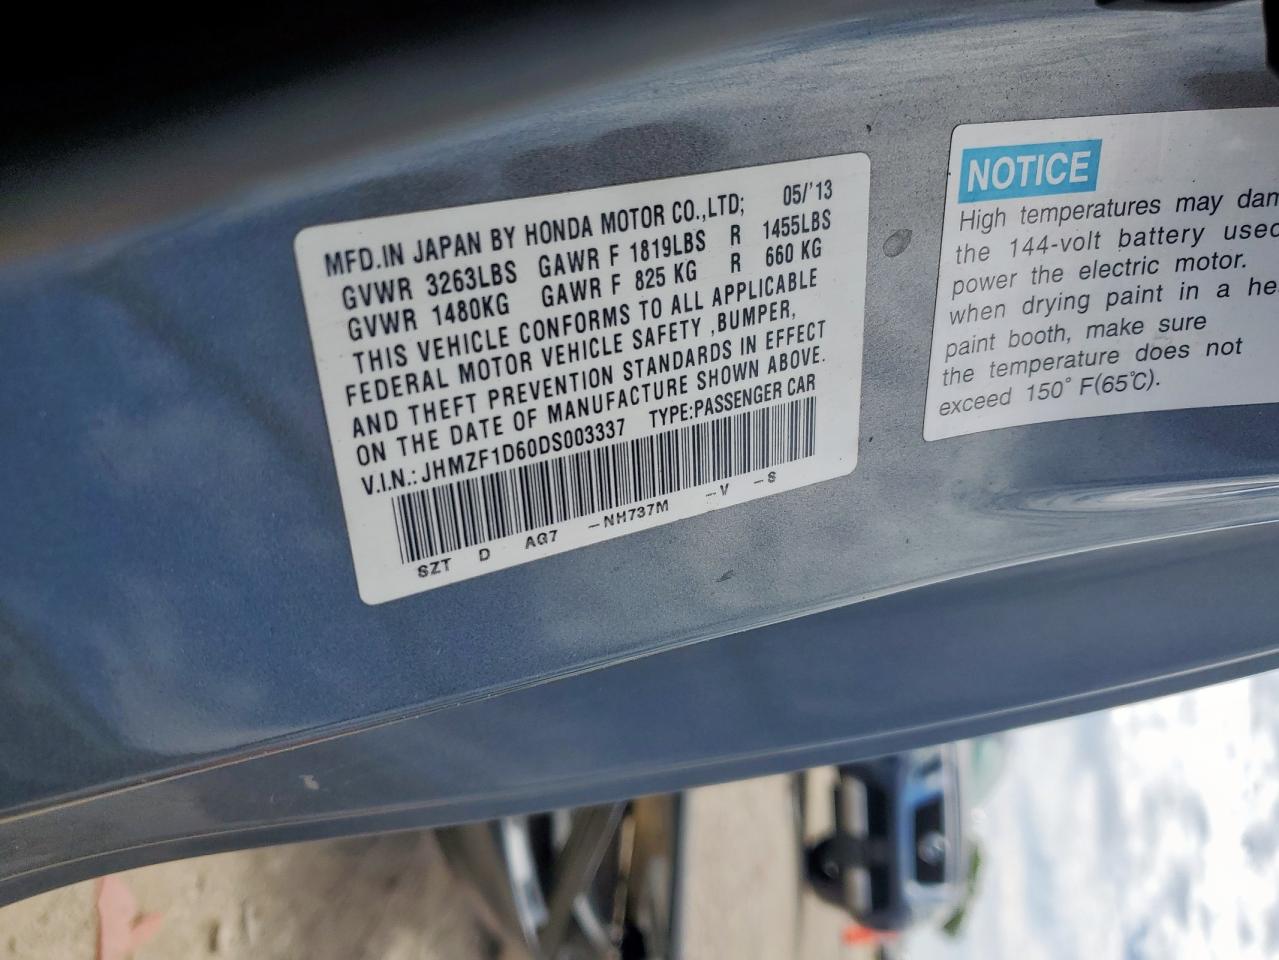 MFD.IN JAPAN BY HONDA MOTOR CO.,LTD; 05/'13
GVWR 3263LBS GAWR F 1819LBS R 1455LBS
GVWR 1480KG GAWR F 825 KG R 660 KG
THIS VEHICLE CONFORMS TO ALL APPLICABLE
FEDERAL MOTOR VEHICLE SAFETY ,BUMPER,
AND THEFT PREVENTION STANDARDS IN EFFECT
ON THE DATE OF MANUFACTURE SHOWN ABOVE.
V.I.N.: JHMZF1D60DS003337 TYPE:PASSENGER CAR
SZT D AG7 -NH737M -V -S
NOTICE
High temperatures may
the 144-volt battery used
power the electric motor.
when drying paint in a
paint booth, make sure
the temperature does not
exceed 150° F(65℃).